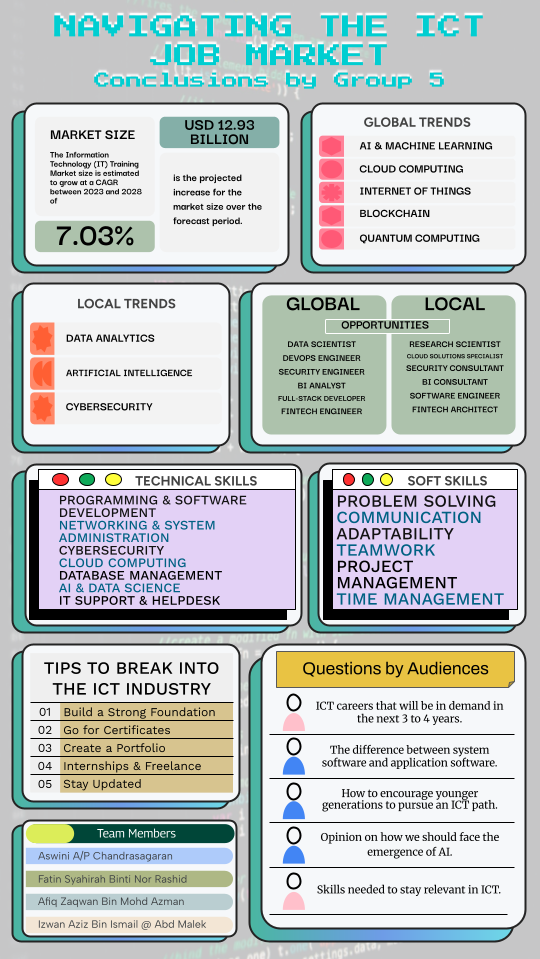 NAVIGATING THE ICT
JOB MARKET
Conclusions by Group 5
MARKET SIZE
The Information
Technology (IT) Training
Market size is estimated
to grow at a CAGR
between 2023 and 2028
of
7.03%
USD 12.93
BILLION
is the projected
increase for the
market size over the
forecast period.
GLOBAL TRENDS
AI & MACHINE LEARNING
CLOUD COMPUTING
INTERNET OF THINGS
BLOCKCHAIN
QUANTUM COMPUTING
LOCAL TRENDS
DATA ANALYTICS
ARTIFICIAL INTELLIGENCE
CYBERSECURITY
GLOBAL
LOCAL
OPPORTUNITIES
DATA SCIENTIST
DEVOPS ENGINEER
SECURITY ENGINEER
BI ANALYST
FULL-STACK DEVELOPER
FINTECH ENGINEER
RESEARCH SCIENTIST
CLOUD SOLUTIONS SPECIALIST
SECURITY CONSULTANT
BI CONSULTANT
SOFTWARE ENGINEER
FINTECH ARCHITECT
TECHNICAL SKILLS
PROGRAMMING & SOFTWARE
DEVELOPMENT
NETWORKING & SYSTEM
ADMINISTRATION
CYBERSECURITY
CLOUD COMPUTING
DATABASE MANAGEMENT
AI & DATA SCIENCE
IT SUPPORT & HELPDESK
SOFT SKILLS
PROBLEM SOLVING
COMMUNICATION
ADAPTABILITY
TEAMWORK
PROJECT
MANAGEMENT
TIME MANAGEMENT
TIPS TO BREAK INTO
THE ICT INDUSTRY
01 Build a Strong Foundation
02 Go for Certificates
03 Create a Portfolio
04 Internships & Freelance
05 Stay Updated
Team Members
Aswini A/P Chandrasagaran
Fatin Syahirah Binti Nor Rashid
Afiq Zaqwan Bin Mohd Azman
Izwan Aziz Bin Ismail @ Abd Malek
Questions by Audiences
ICT careers that will be in demand in
the next 3 to 4 years.
The difference between system
software and application software.
How to encourage younger
generations to pursue an ICT path.
Opinion on how we should face the
emergence of AI.
Skills needed to stay relevant in ICT.